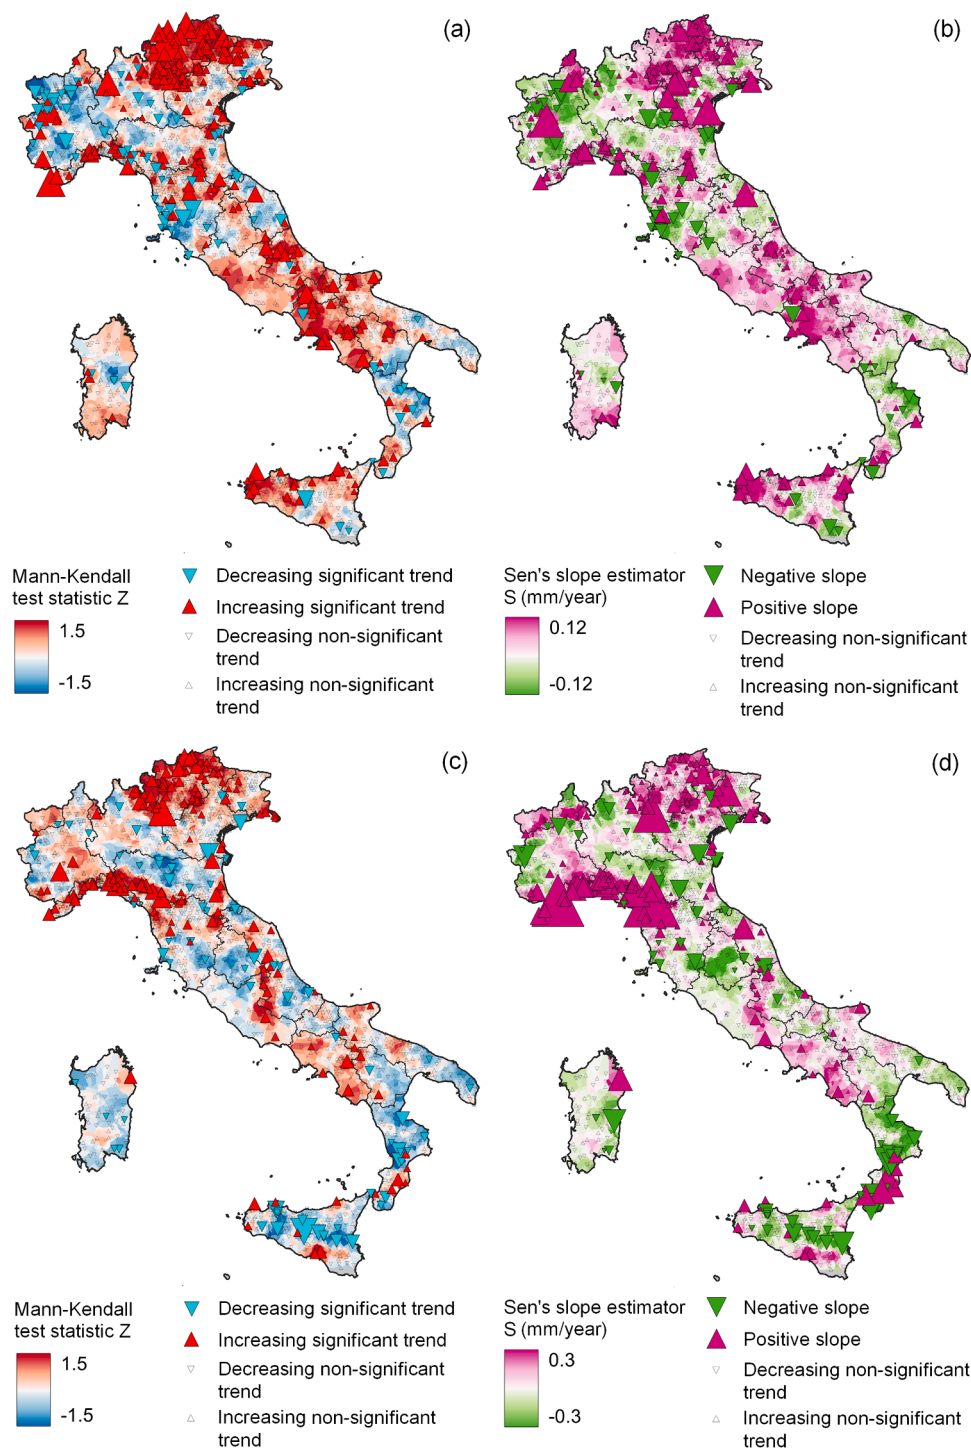 (a)
(b)
Mann-Kendall
test statistic Z
1.5
-1.5
Decreasing significant trend
Increasing significant trend
Decreasing non-significant
trend
Increasing non-significant
trend
Sen's slope estimator
S (mm/year)
0.12
-0.12
Negative slope
Positive slope
Decreasing non-significant
trend
Increasing non-significant
trend
(c)
(d)
Mann-Kendall
test statistic Z
1.5
-1.5
Decreasing significant trend
Increasing significant trend
Decreasing non-significant
trend
Increasing non-significant
trend
Sen's slope estimator
S (mm/year)
0.3
-0.3
Negative slope
Positive slope
Decreasing non-significant
trend
Increasing non-significant
trend